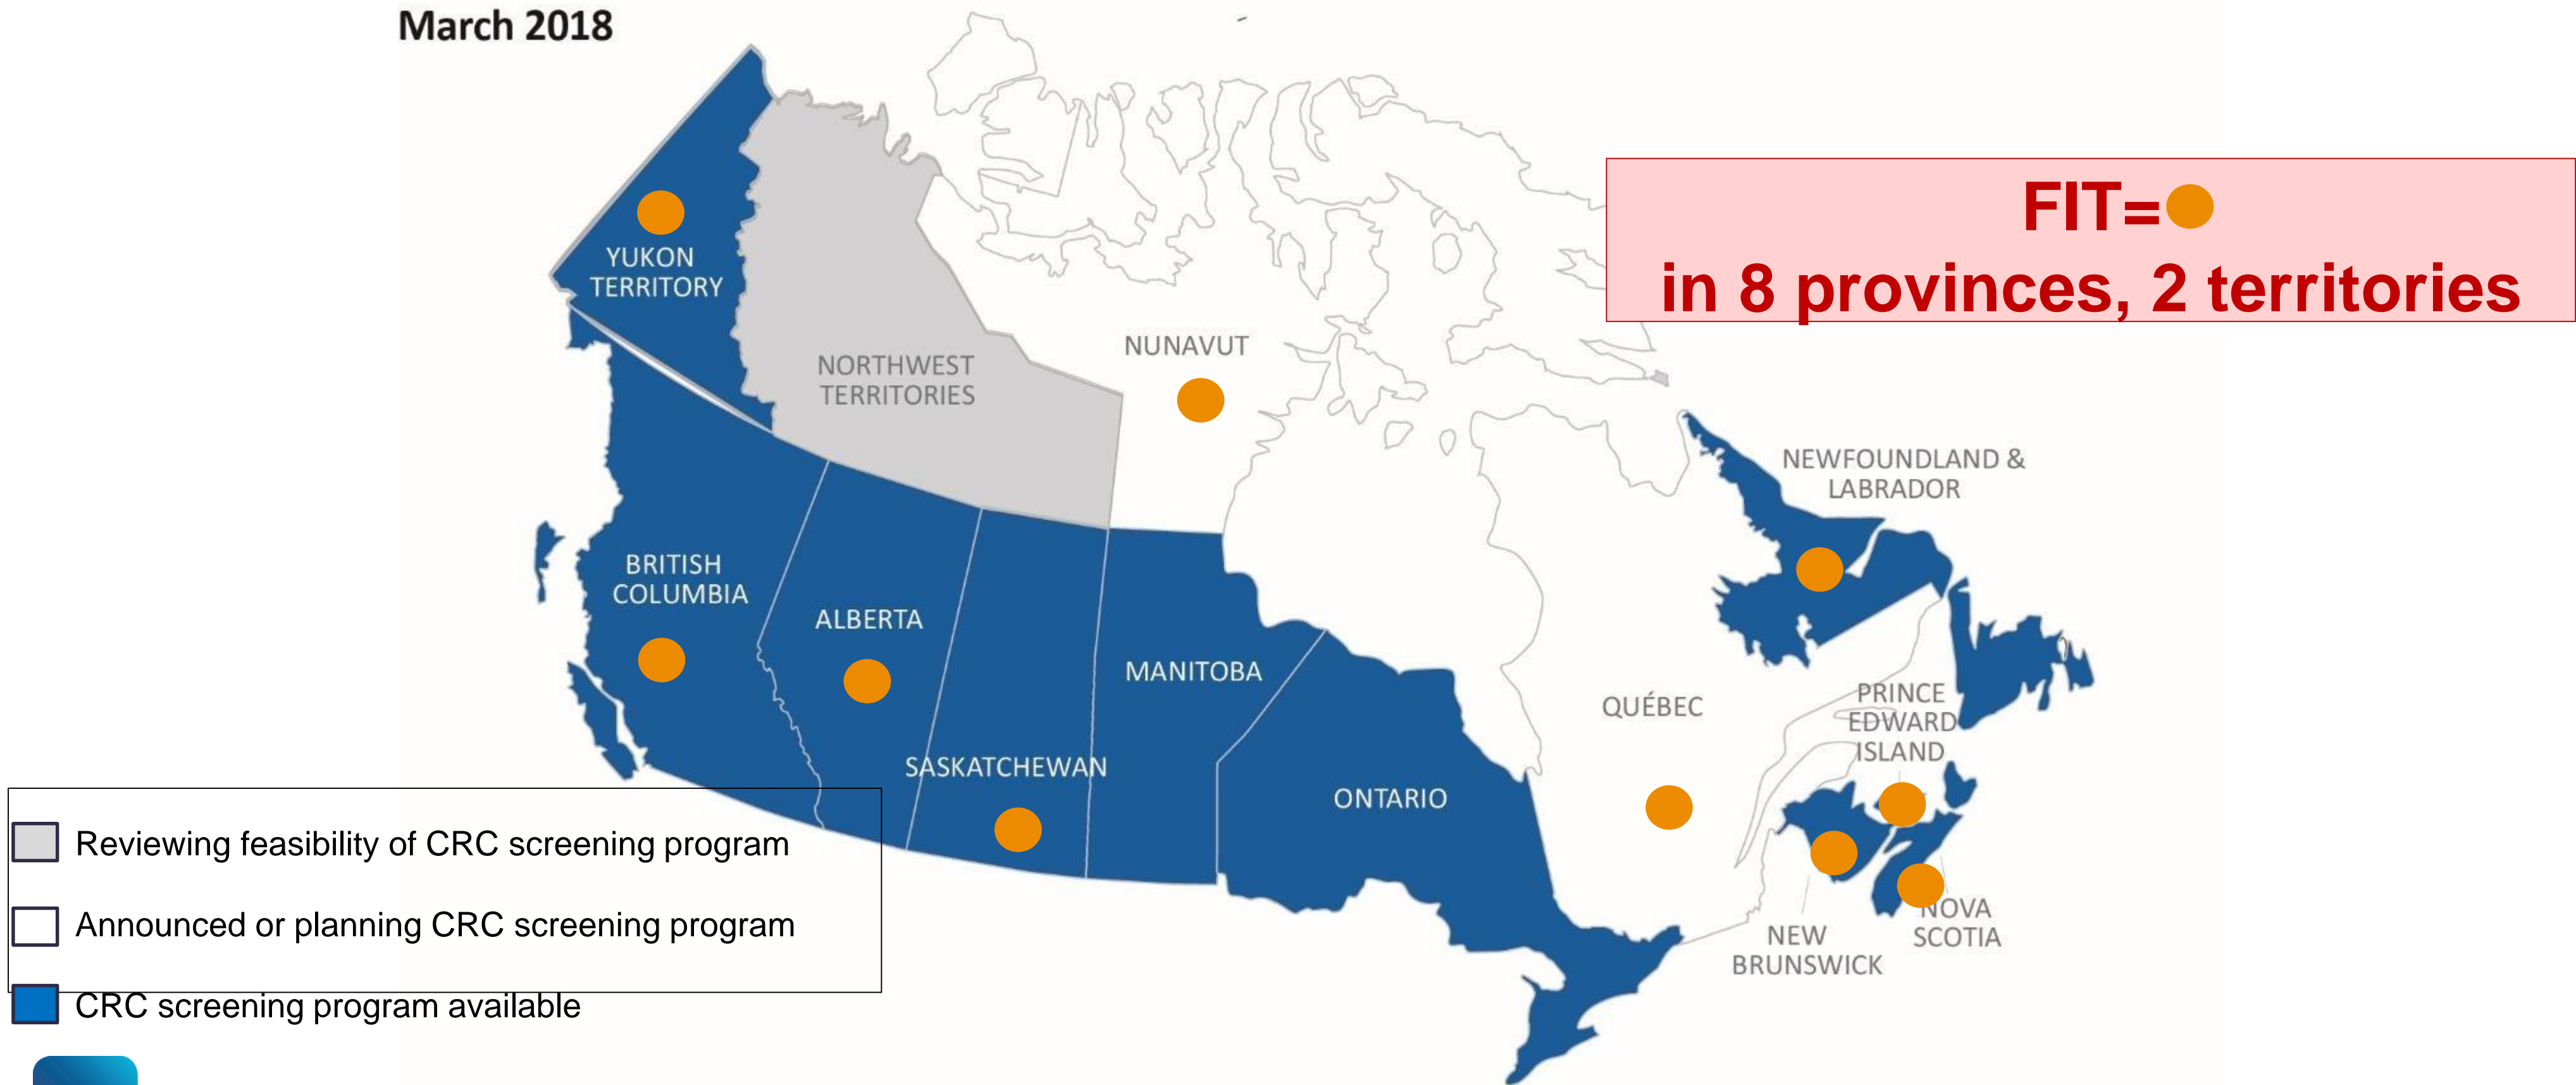 March 2018
FIT=
in 8 provinces, 2 territories
YUKON
TERRITORY
NORTHWEST
TERRITORIES
NUNAVUT
NEWFOUNDLAND &
LABRADOR
BRITISH
COLUMBIA
ALBERTA
MANITOBA
SASKATCHEWAN
ONTARIO
QUÉBEC
PRINCE
EDWARD
ISLAND
NOVA
SCOTIA
NEW
BRUNSWICK
Reviewing feasibility of CRC screening program
Announced or planning CRC screening program
CRC screening program available